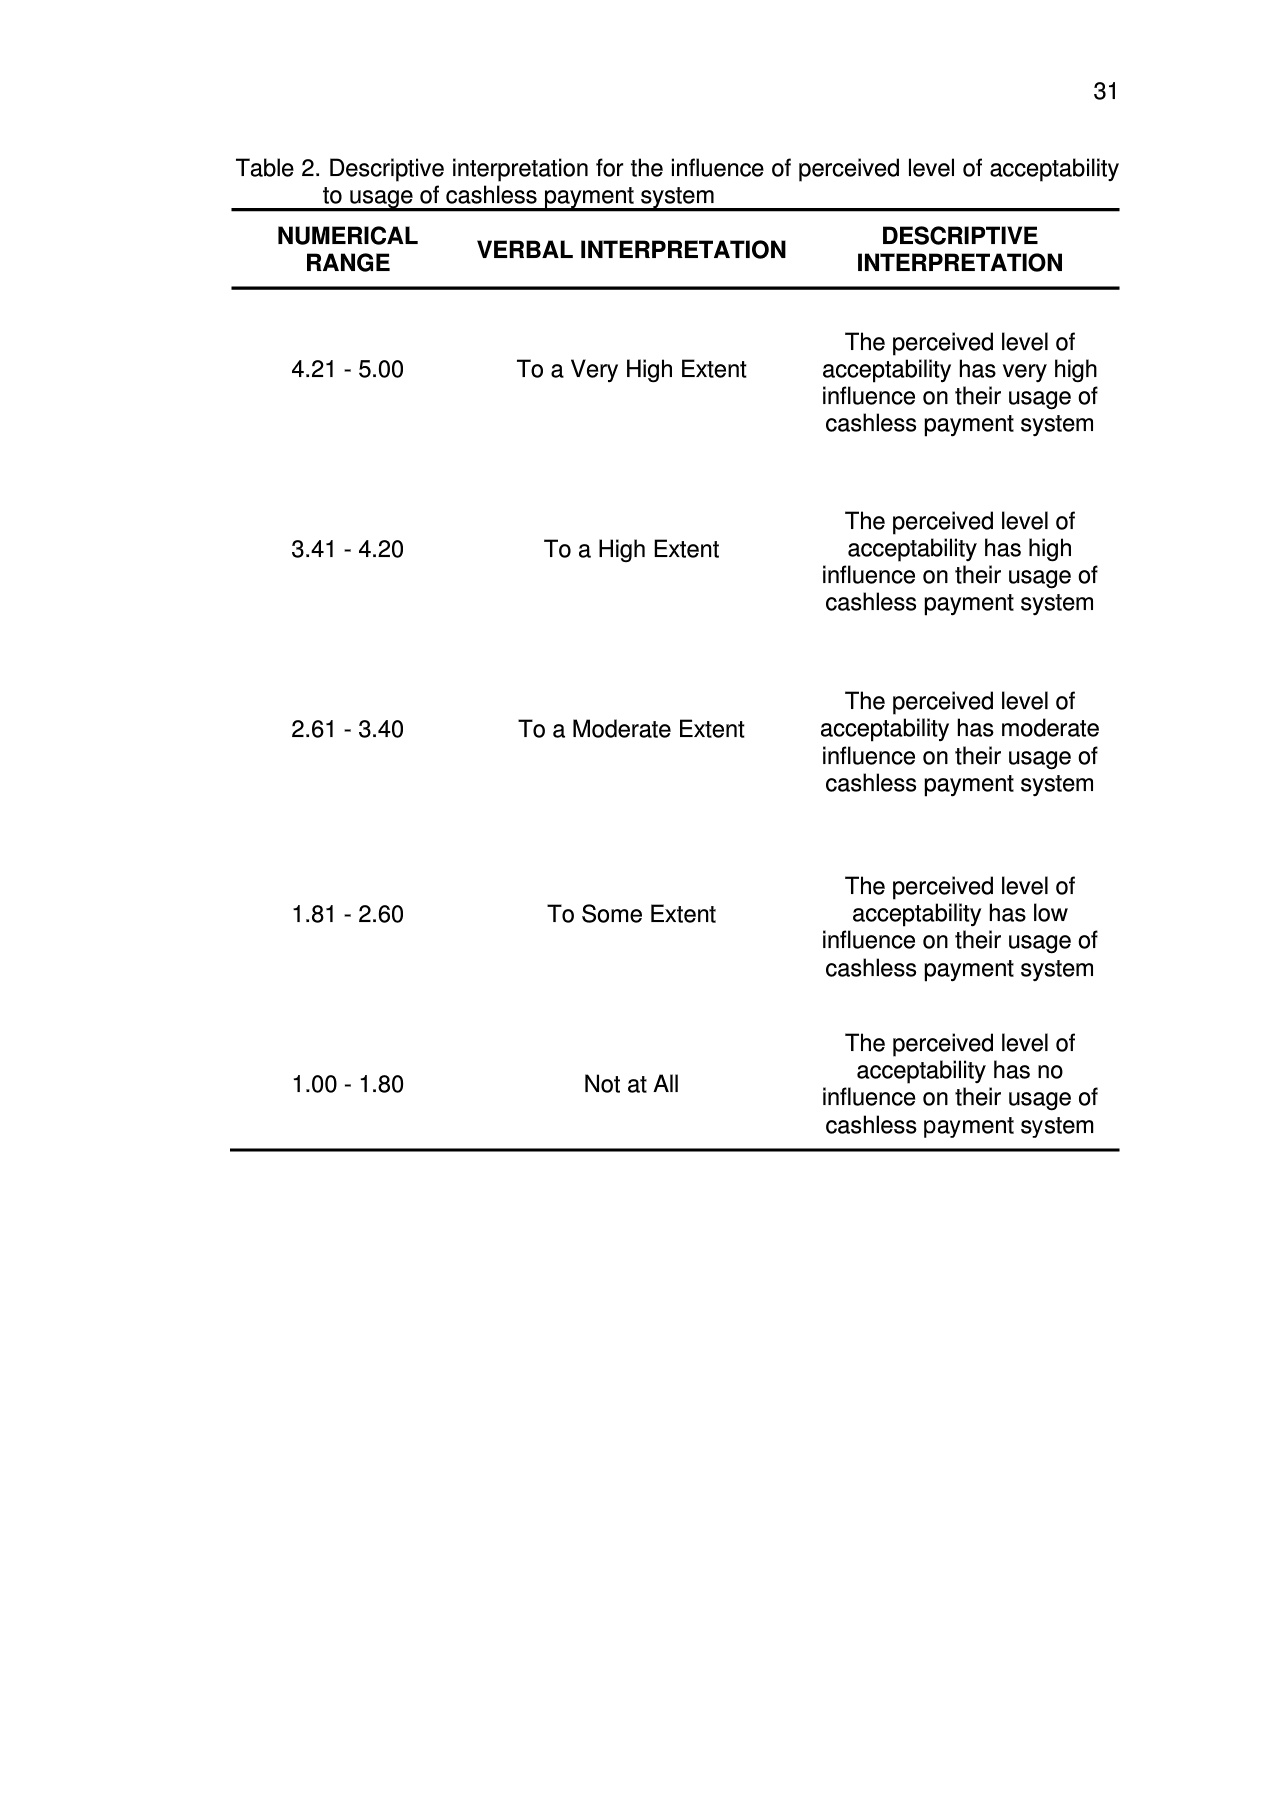 31
Table 2. Descriptive interpretation for the influence of perceived level of acceptability
to usage of cashless payment system
NUMERICAL
RANGE
VERBAL INTERPRETATION
DESCRIPTIVE
INTERPRETATION
4.21 - 5.00
To a Very High Extent
The perceived level of
acceptability has very high
influence on their usage of
cashless payment system
3.41 - 4.20
To a High Extent
The perceived level of
acceptability has high
influence on their usage of
cashless payment system
2.61 - 3.40
To a Moderate Extent
The perceived level of
acceptability has moderate
influence on their usage of
cashless payment system
1.81 - 2.60
To Some Extent
The perceived level of
acceptability has low
influence on their usage of
cashless payment system
1.00 - 1.80
Not at All
The perceived level of
acceptability has no
influence on their usage of
cashless payment system